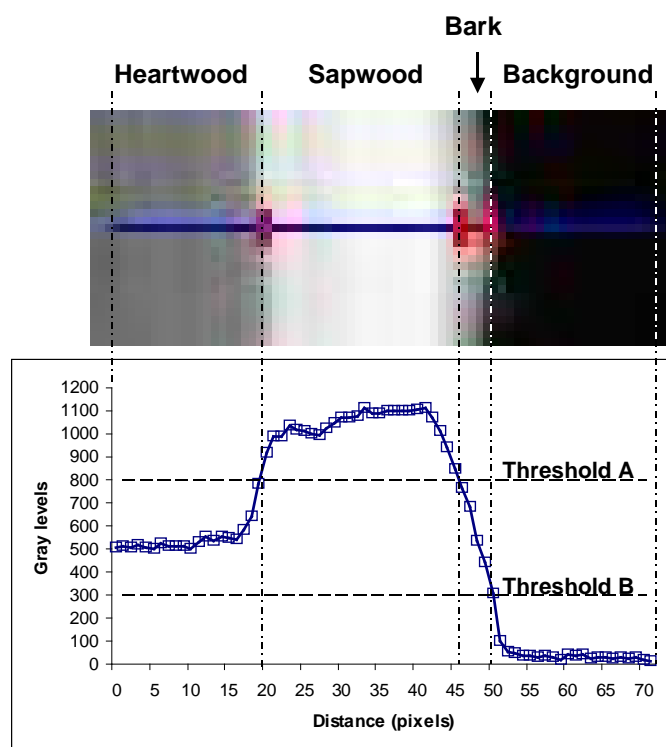 Bark
Heartwood Sapwood Background
1200
1100
1000
900
800
700
600
500
400
300
200
100
0
Gray levels
Threshold A
Threshold B
0 5 10 15 20 25 30 35 40 45 50 55 60 65 70
Distance (pixels)